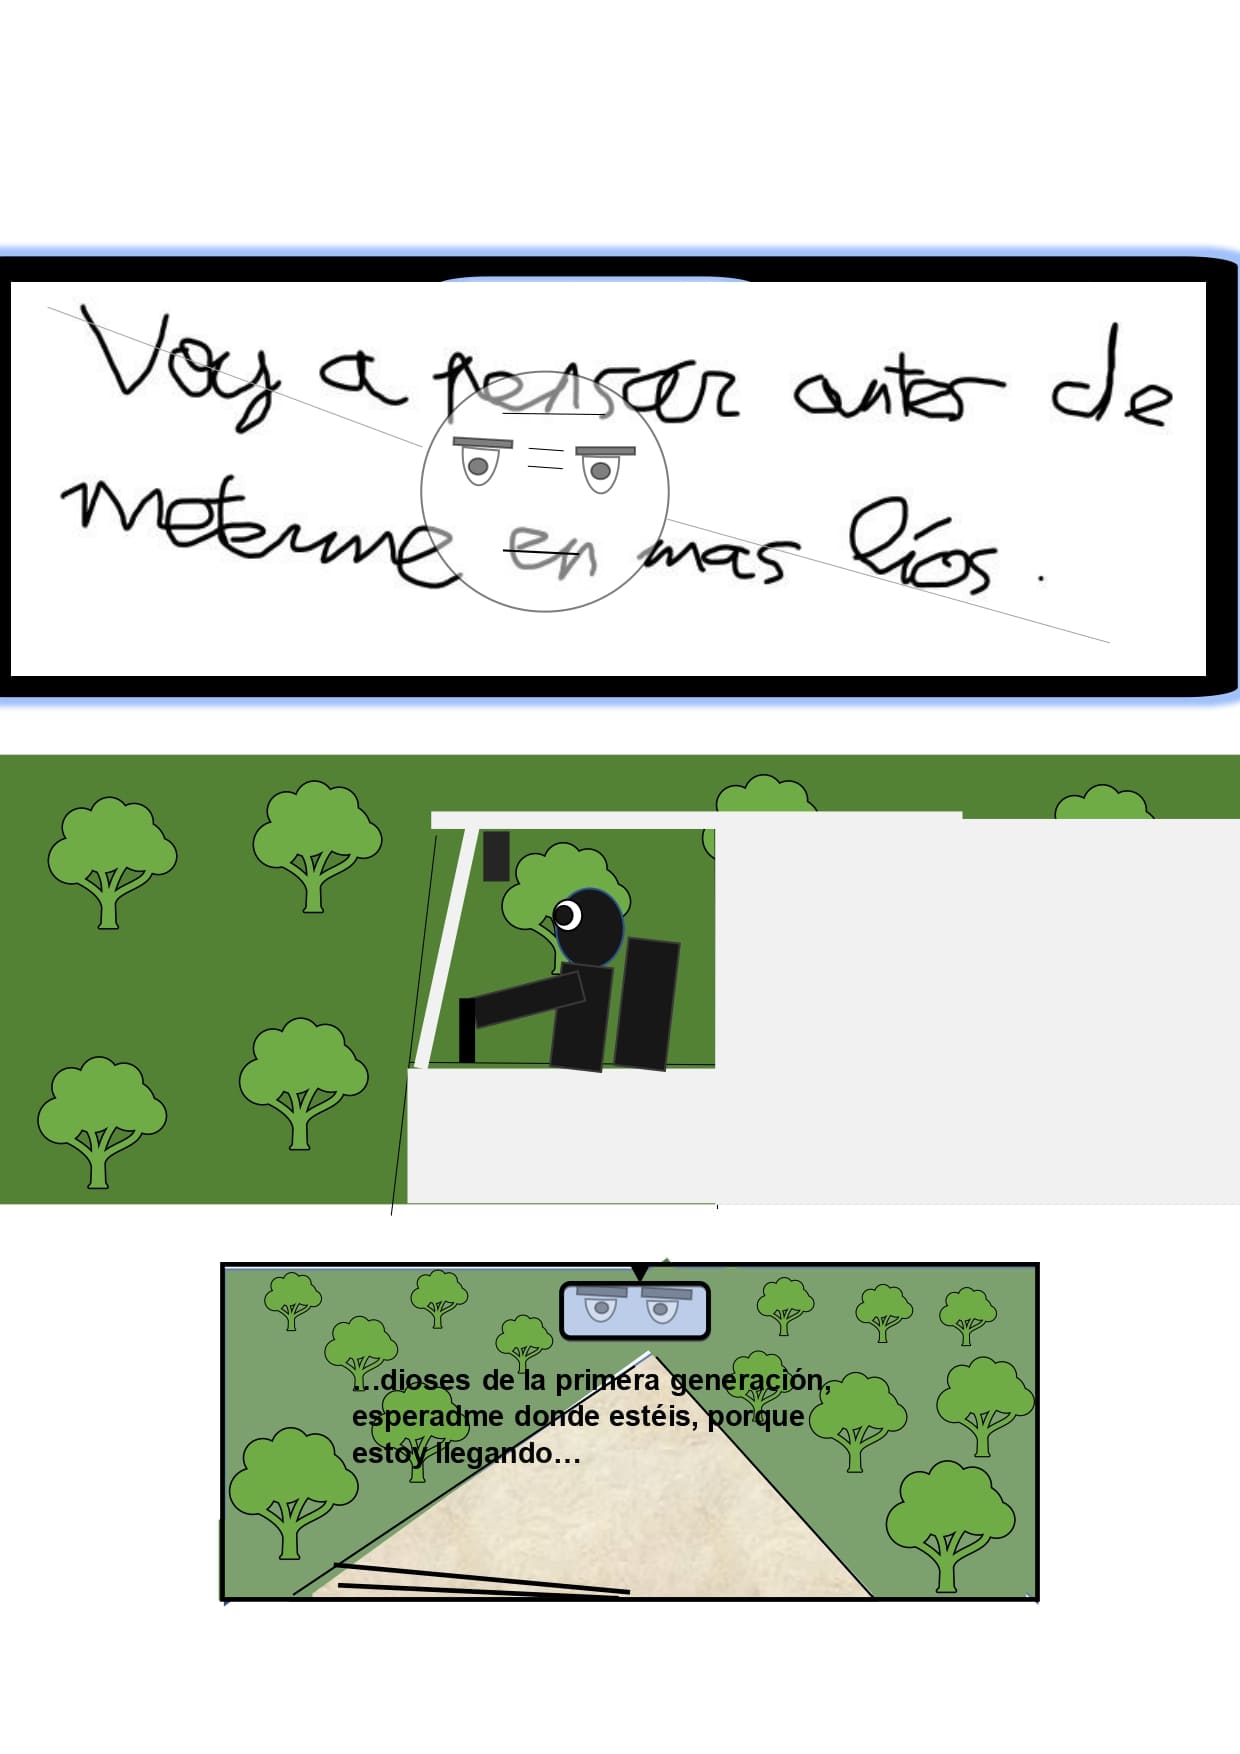 Voy a pensar antes de
meterme en mas líos.
...dioses de la primera generación,
esperadme donde estéis, porque
estoy llegando...